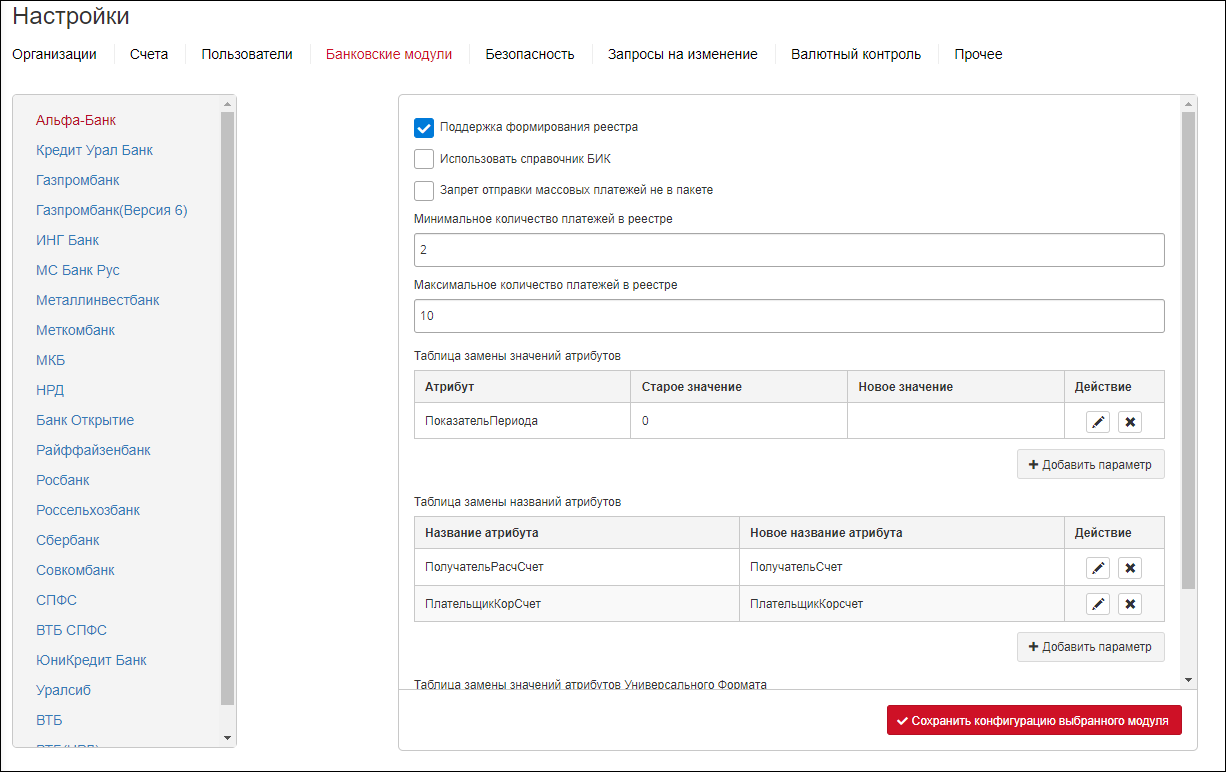 Настройки
Организации Счета Пользователи Банковские модули Безопасность Запросы на изменение Валютный контроль Прочее
Альфа-Банк
Кредит Урал Банк
Газпромбанк
Газпромбанк(Версия 6)
ИНГ Банк
МС Банк Рус
Металлинвестбанк
Меткомбанк
МКБ
НРД
Банк Открытие
Райффайзенбанк
Росбанк
Россельхозбанк
Сбербанк
Совкомбанк
СПФС
ВТБ СПФС
ЮниКредит Банк
Уралсиб
ВТБ
Поддержка формирования реестра
Использовать справочник БИК
Запрет отправки массовых платежей не в пакете
Минимальное количество платежей в реестре
2
Максимальное количество платежей в реестре
10
Таблица замены значений атрибутов
Атрибут Старое значение Новое значение Действие
ПоказательПериода 0
Добавить параметр
Таблица замены названий атрибутов
Название атрибута Новое название атрибута Действие
ПолучательРасчСчет ПолучательСчет
ПлательщикКорСчет ПлательщикКорсчет
Добавить параметр
Таблица замены значений атрибутов Универсального Формата
Сохранить конфигурацию выбранного модуля